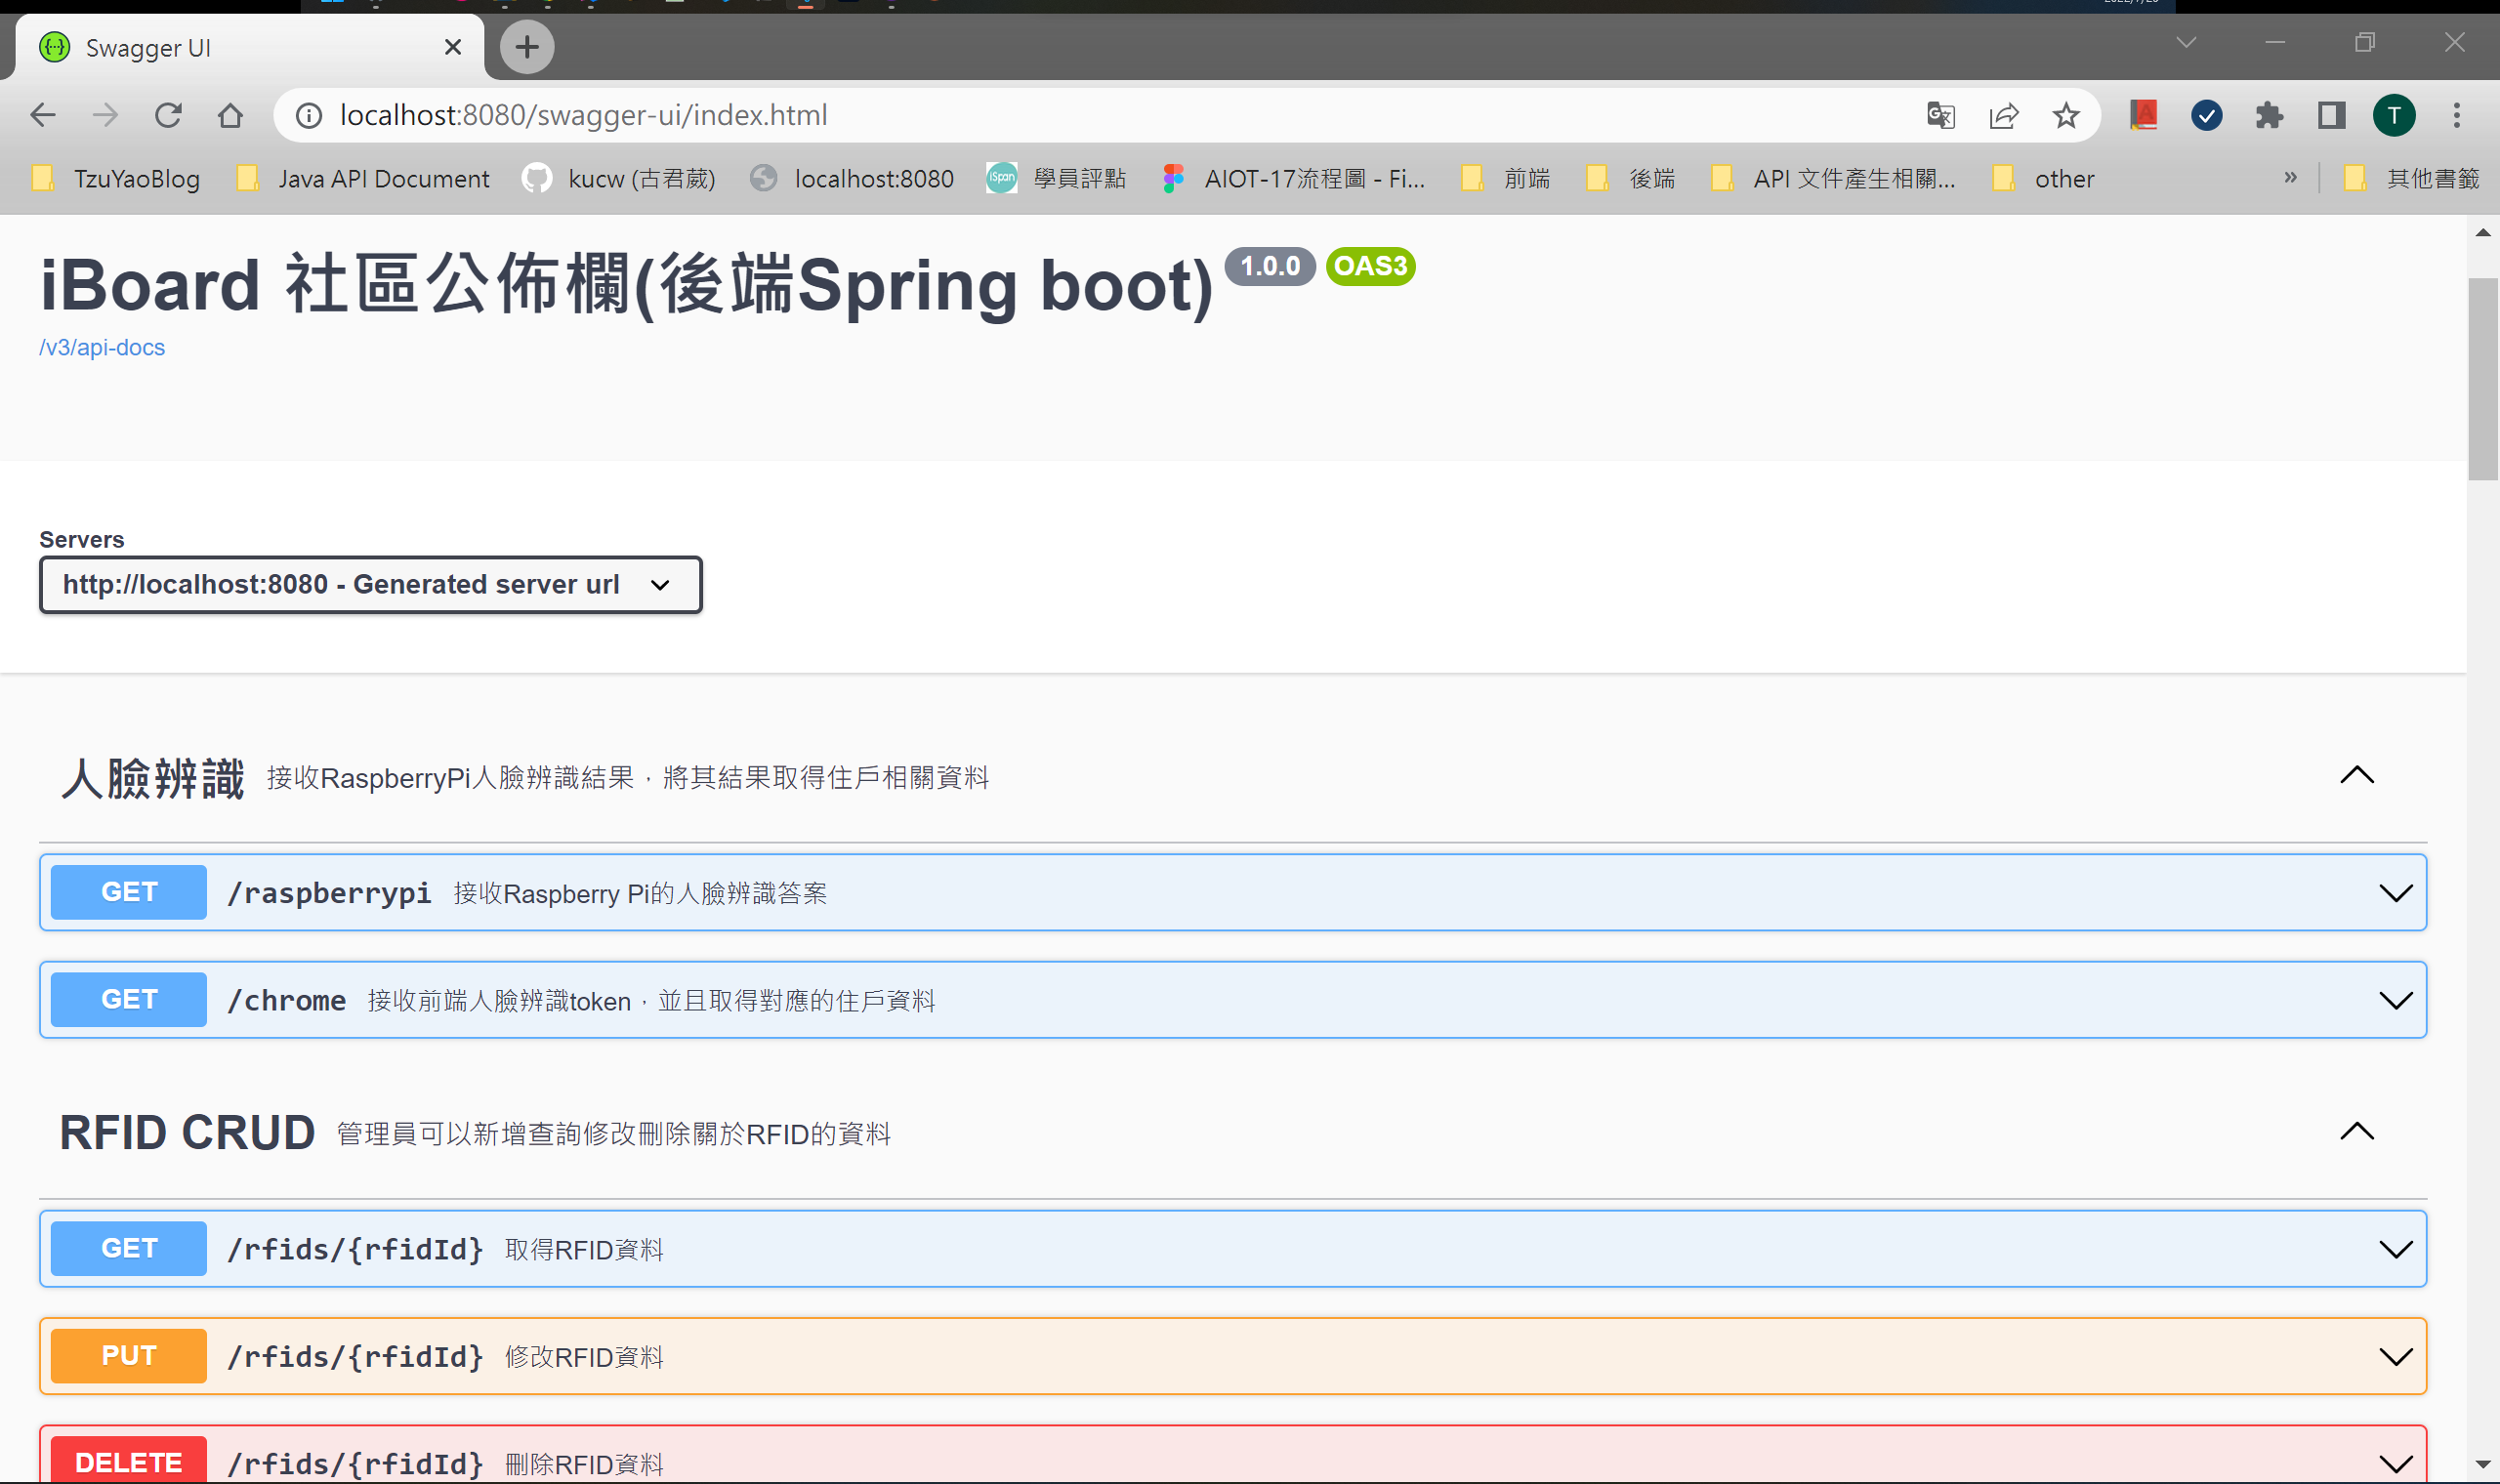 Swagger UI
localhost:8080/swagger-ui/index.html
T
TzuYaoBlog
Java API Document
kucw (古君葳)
localhost:8080
iSpan
學員評點
AIOT-17流程圖 - Fi...
前端
後端
API 文件產生相關...
other
»
其他書籤
iBoard 社區公佈欄(後端Spring boot) 1.0.0 OAS3
/v3/api-docs
Servers
http://localhost:8080 - Generated server url
人臉辨識 接收RaspberryPi人臉辨識結果，將其結果取得住戶相關資料
GET /raspberrypi 接收Raspberry Pi的人臉辨識答案
GET /chrome 接收前端人臉辨識token，並且取得對應的住戶資料
RFID CRUD 管理員可以新增查詢修改刪除關於RFID的資料
GET /rfids/{rfidId} 取得RFID資料
PUT /rfids/{rfidId} 修改RFID資料
DELETE /rfids/{rfidId} 刪除RFID資料